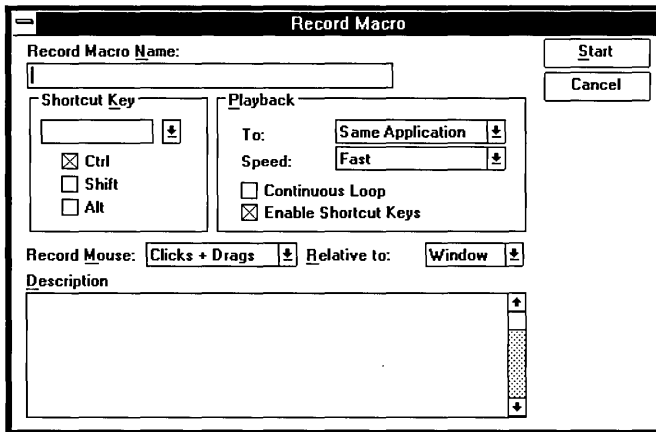 Record Macro
Record Macro Name:
Start
Cancel
Shortcut Key
Playback
To: Same Application
Speed: Fast
Ctrl
Shift
Alt
Continuous Loop
Enable Shortcut Keys
Record Mouse: Clicks + Drags Relative to: Window
Description